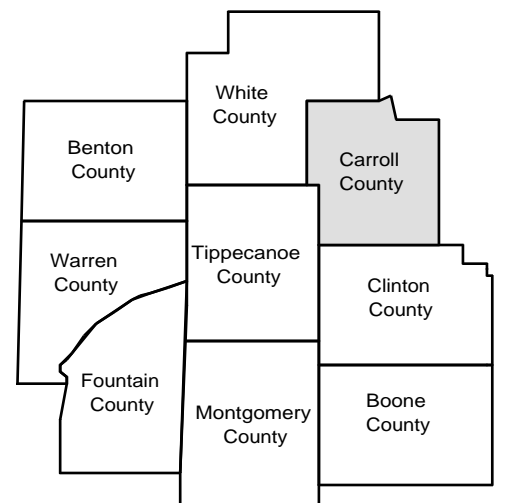 White
County
Benton
County
Carroll
County
Warren
County
Tippecanoe
County
Clinton
County
Fountain
County
Montgomery
County
Boone
County